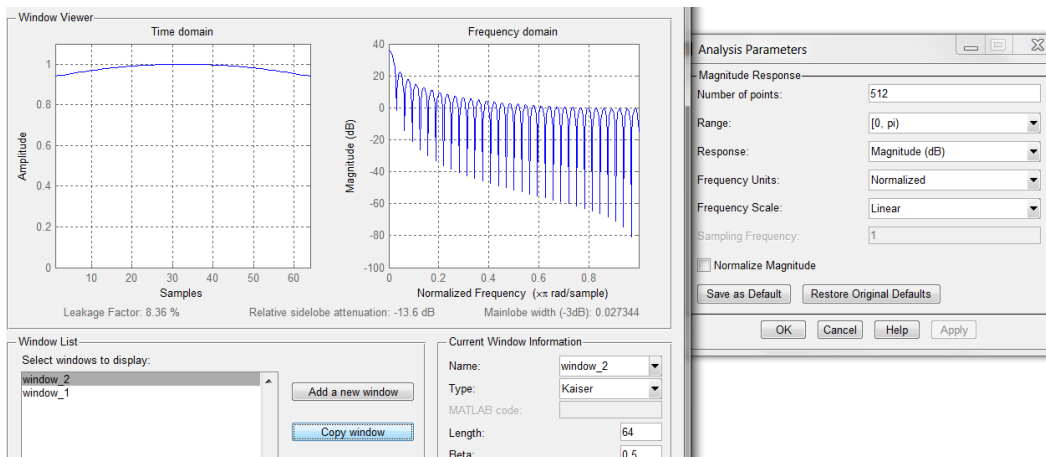 Window Viewer
Time domain
Frequency domain
1
0.8
0.6
0.4
0.2
0
Amplitude
10 20 30 40 50 60
Samples
40
20
0
-20
-40
-60
-80
-100
Magnitude (dB)
0 0.2 0.4 0.6 0.8
Normalized Frequency (×π rad/sample)
Leakage Factor: 8.36 % Relative sidelobe attenuation: -13.6 dB Mainlobe width (-3dB): 0.027344
Window List
Select windows to display:
window_2
window_1
Add a new window
Copy window
Current Window Information
Name: window_2
Type: Kaiser
MATLAB code:
Length: 64
Beta: 0.5
Analysis Parameters
Magnitude Response
Number of points: 512
Range: [0, pi)
Response: Magnitude (dB)
Frequency Units: Normalized
Frequency Scale: Linear
Sampling Frequency: 1
Normalize Magnitude
Save as Default Restore Original Defaults
OK Cancel Help Apply